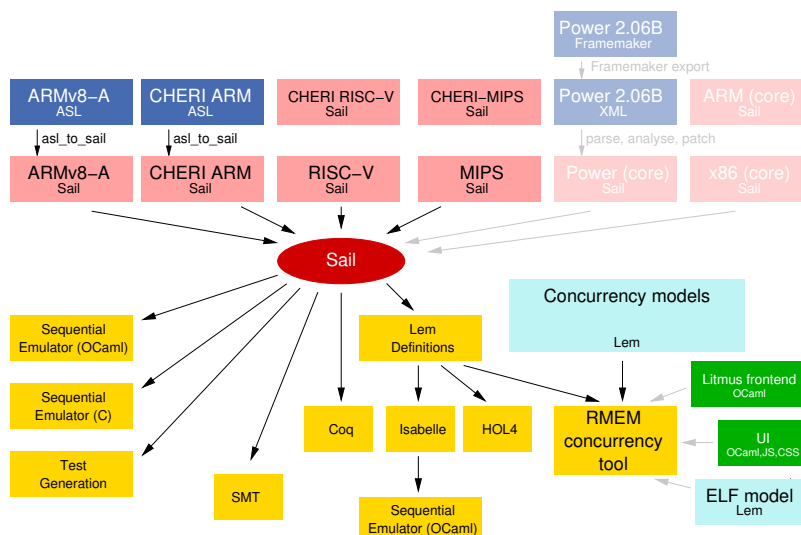 Power 2.06B
Framemaker
Framemaker export
ARMv8−A
ASL
CHERI ARM
ASL
CHERI RISC−V
Sail
CHERI−MIPS
Sail
Power 2.06B
XML
ARM (core)
Sail
asl_to_sail
asl_to_sail
parse, analyse, patch
ARMv8−A
Sail
CHERI ARM
Sail
RISC−V
Sail
MIPS
Sail
Power (core)
Sail
x86 (core)
Sail
Sail
Concurrency models
Lem
Sequential
Emulator (OCaml)
Lem
Definitions
Sequential
Emulator (C)
Litmus frontend
OCaml
Coq
Isabelle
HOL4
RMEM
concurrency
tool
UI
OCaml,JS,CSS
Test
Generation
SMT
Sequential
Emulator (OCaml)
ELF model
Lem